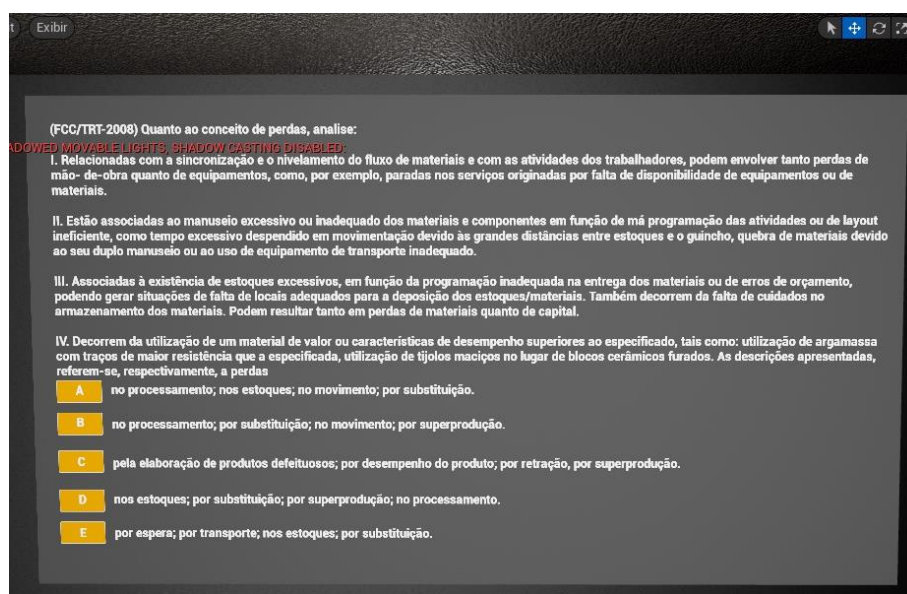 Exibir
(FCC/TRT-2008) Quanto ao conceito de perdas, analise:
ADOWED MOVABLE LIGHTS, SHADOW CASTING DISABLED:
I. Relacionadas com a sincronização e o nivelamento do fluxo de materiais e com as atividades dos trabalhadores, podem envolver tanto perdas de
mão- de-obra quanto de equipamentos, como, por exemplo, paradas nos serviços originadas por falta de disponibilidade de equipamentos ou de
materiais.
II. Estão associadas ao manuseio excessivo ou inadequado dos materiais e componentes em função de má programação das atividades ou de layout
ineficiente, como tempo excessivo despendido em movimentação devido às grandes distâncias entre estoques e o guincho, quebra de materiais devido
ao seu duplo manuseio ou ao uso de equipamento de transporte inadequado.
III. Associadas à existência de estoques excessivos, em função da programação inadequada na entrega dos materiais ou de erros de orçamento,
podendo gerar situações de falta de locais adequados para a deposição dos estoques/materiais. Também decorrem da falta de cuidados no
armazenamento dos materiais. Podem resultar tanto em perdas de materiais quanto de capital.
IV. Decorrem da utilização de um material de valor ou características de desempenho superiores ao especificado, tais como: utilização de argamassa
com traços de maior resistência que a especificada, utilização de tijolos maciços no lugar de blocos cerâmicos furados. As descrições apresentadas,
referem-se, respectivamente, a perdas
A no processamento; nos estoques; no movimento; por substituição.
B no processamento; por substituição; no movimento; por superprodução.
C pela elaboração de produtos defeituosos; por desempenho do produto; por retração, por superprodução.
D nos estoques; por substituição; por superprodução; no processamento.
E por espera; por transporte; nos estoques; por substituição.